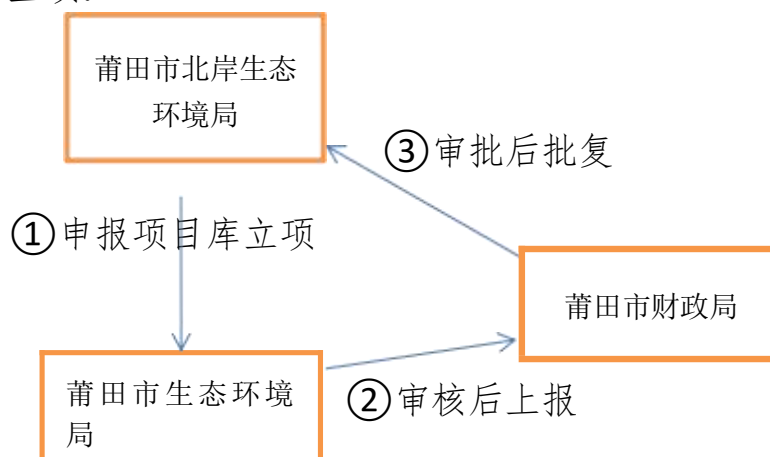 莆田市北岸生态
环境局
③审批后批复
①申报项目库立项
莆田市财政局
莆田市生态环境
局
②审核后上报